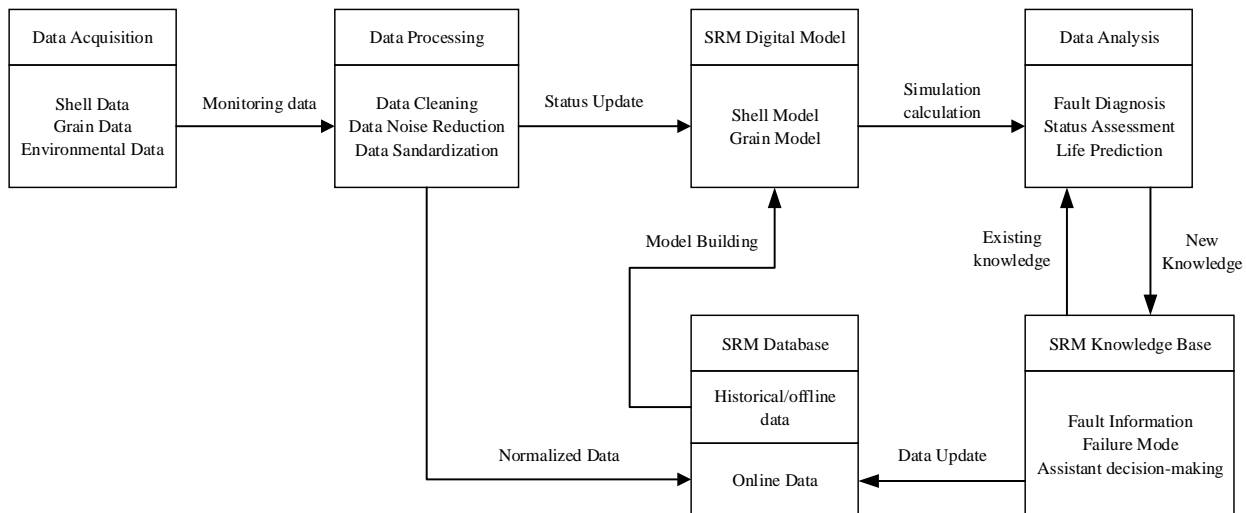 Data Acquisition
Shell Data
Grain Data
Environmental Data
Monitoring data
Data Processing
Data Cleaning
Data Noise Reduction
Data Sandardization
Status Update
SRM Digital Model
Shell Model
Grain Model
Simulation
calculation
Data Analysis
Fault Diagnosis
Status Assessment
Life Prediction
Model Building
Existing
knowledge
New
Knowledge
SRM Database
Historical/offline
data
Online Data
Normalized Data
Data Update
SRM Knowledge Base
Fault Information
Failure Mode
Assistant decision-making